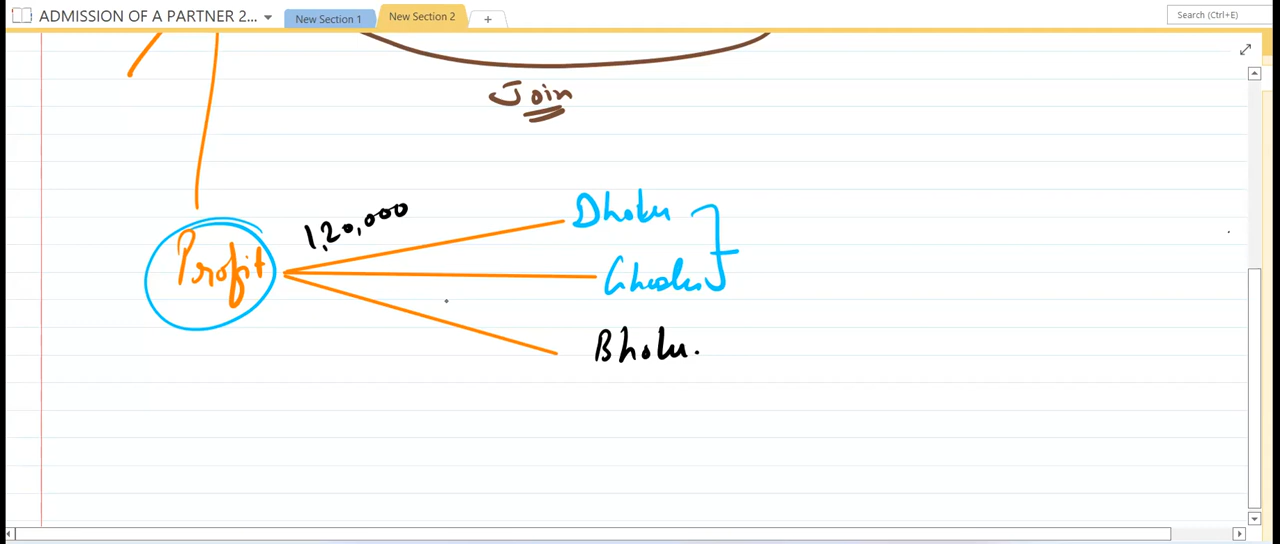 ADMISSION OF A PARTNER 2...
New Section 1
New Section 2
+
Search (Ctrl+E)
Join
1,20,000
Profit
Dholu
Bholu.